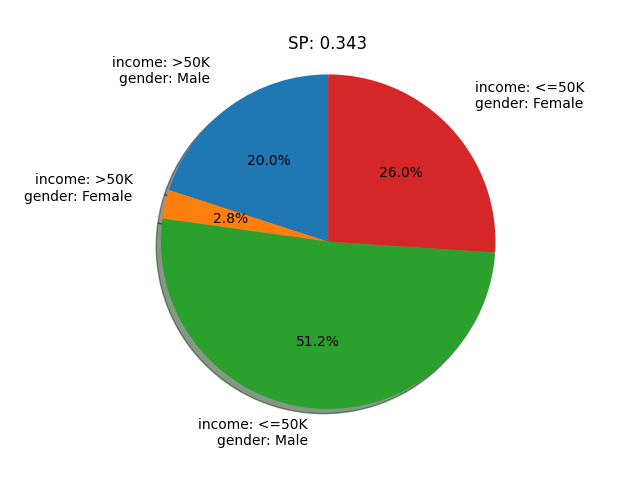 SP: 0.343
income: >50K
gender: Male
income: <=50K
gender: Female
20.0%
26.0%
income: >50K
gender: Female
2.8%
51.2%
income: <=50K
gender: Male